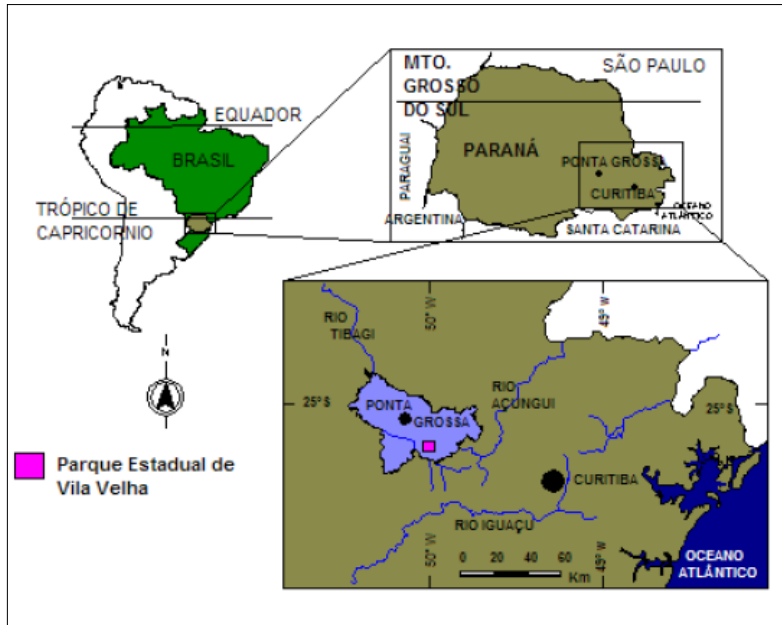 EQUADOR
BRASIL
TRÓPICO DE
CAPRICORNIO
MTO.
GROSSO
DO SUL
SÃO PAULO
PARAGUAI
PARANÁ
PONTA GROSSA
CURITIBA
ARGENTINA
OCEANO
ATLÂNTICO
SANTA CATARINA
N
Parque Estadual de
Vila Velha
50° W
49° W
RIO
TIBAGI
25° S
RIO
AÇUNGUI
25° S
PONTA
GROSSA
CURITIBA
RIO IGUAÇU
50° W
49° W
0 20 40 60
Km
OCEANO
ATLÂNTICO